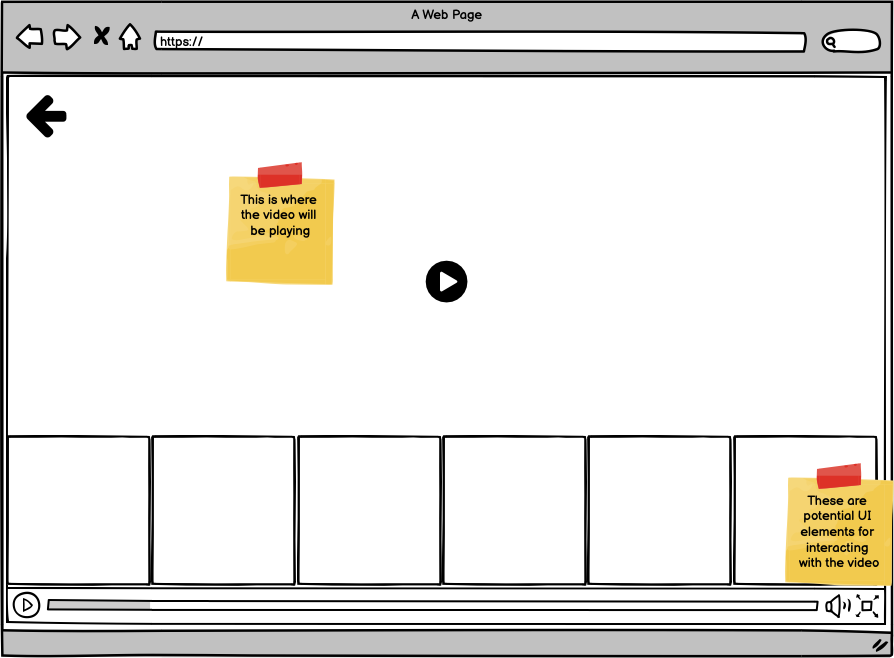 A Web Page
https://
This is where
the video will
be playing
These are
potential UI
elements for
interacting
with the video